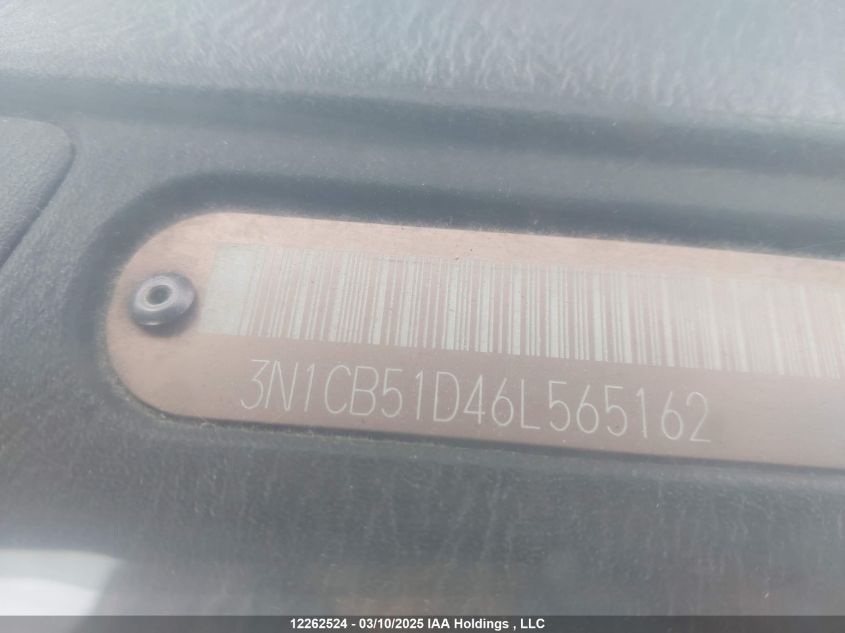 3N1CB51D46L565162
12262524 - 03/10/2025 IAA Holdings , LLC